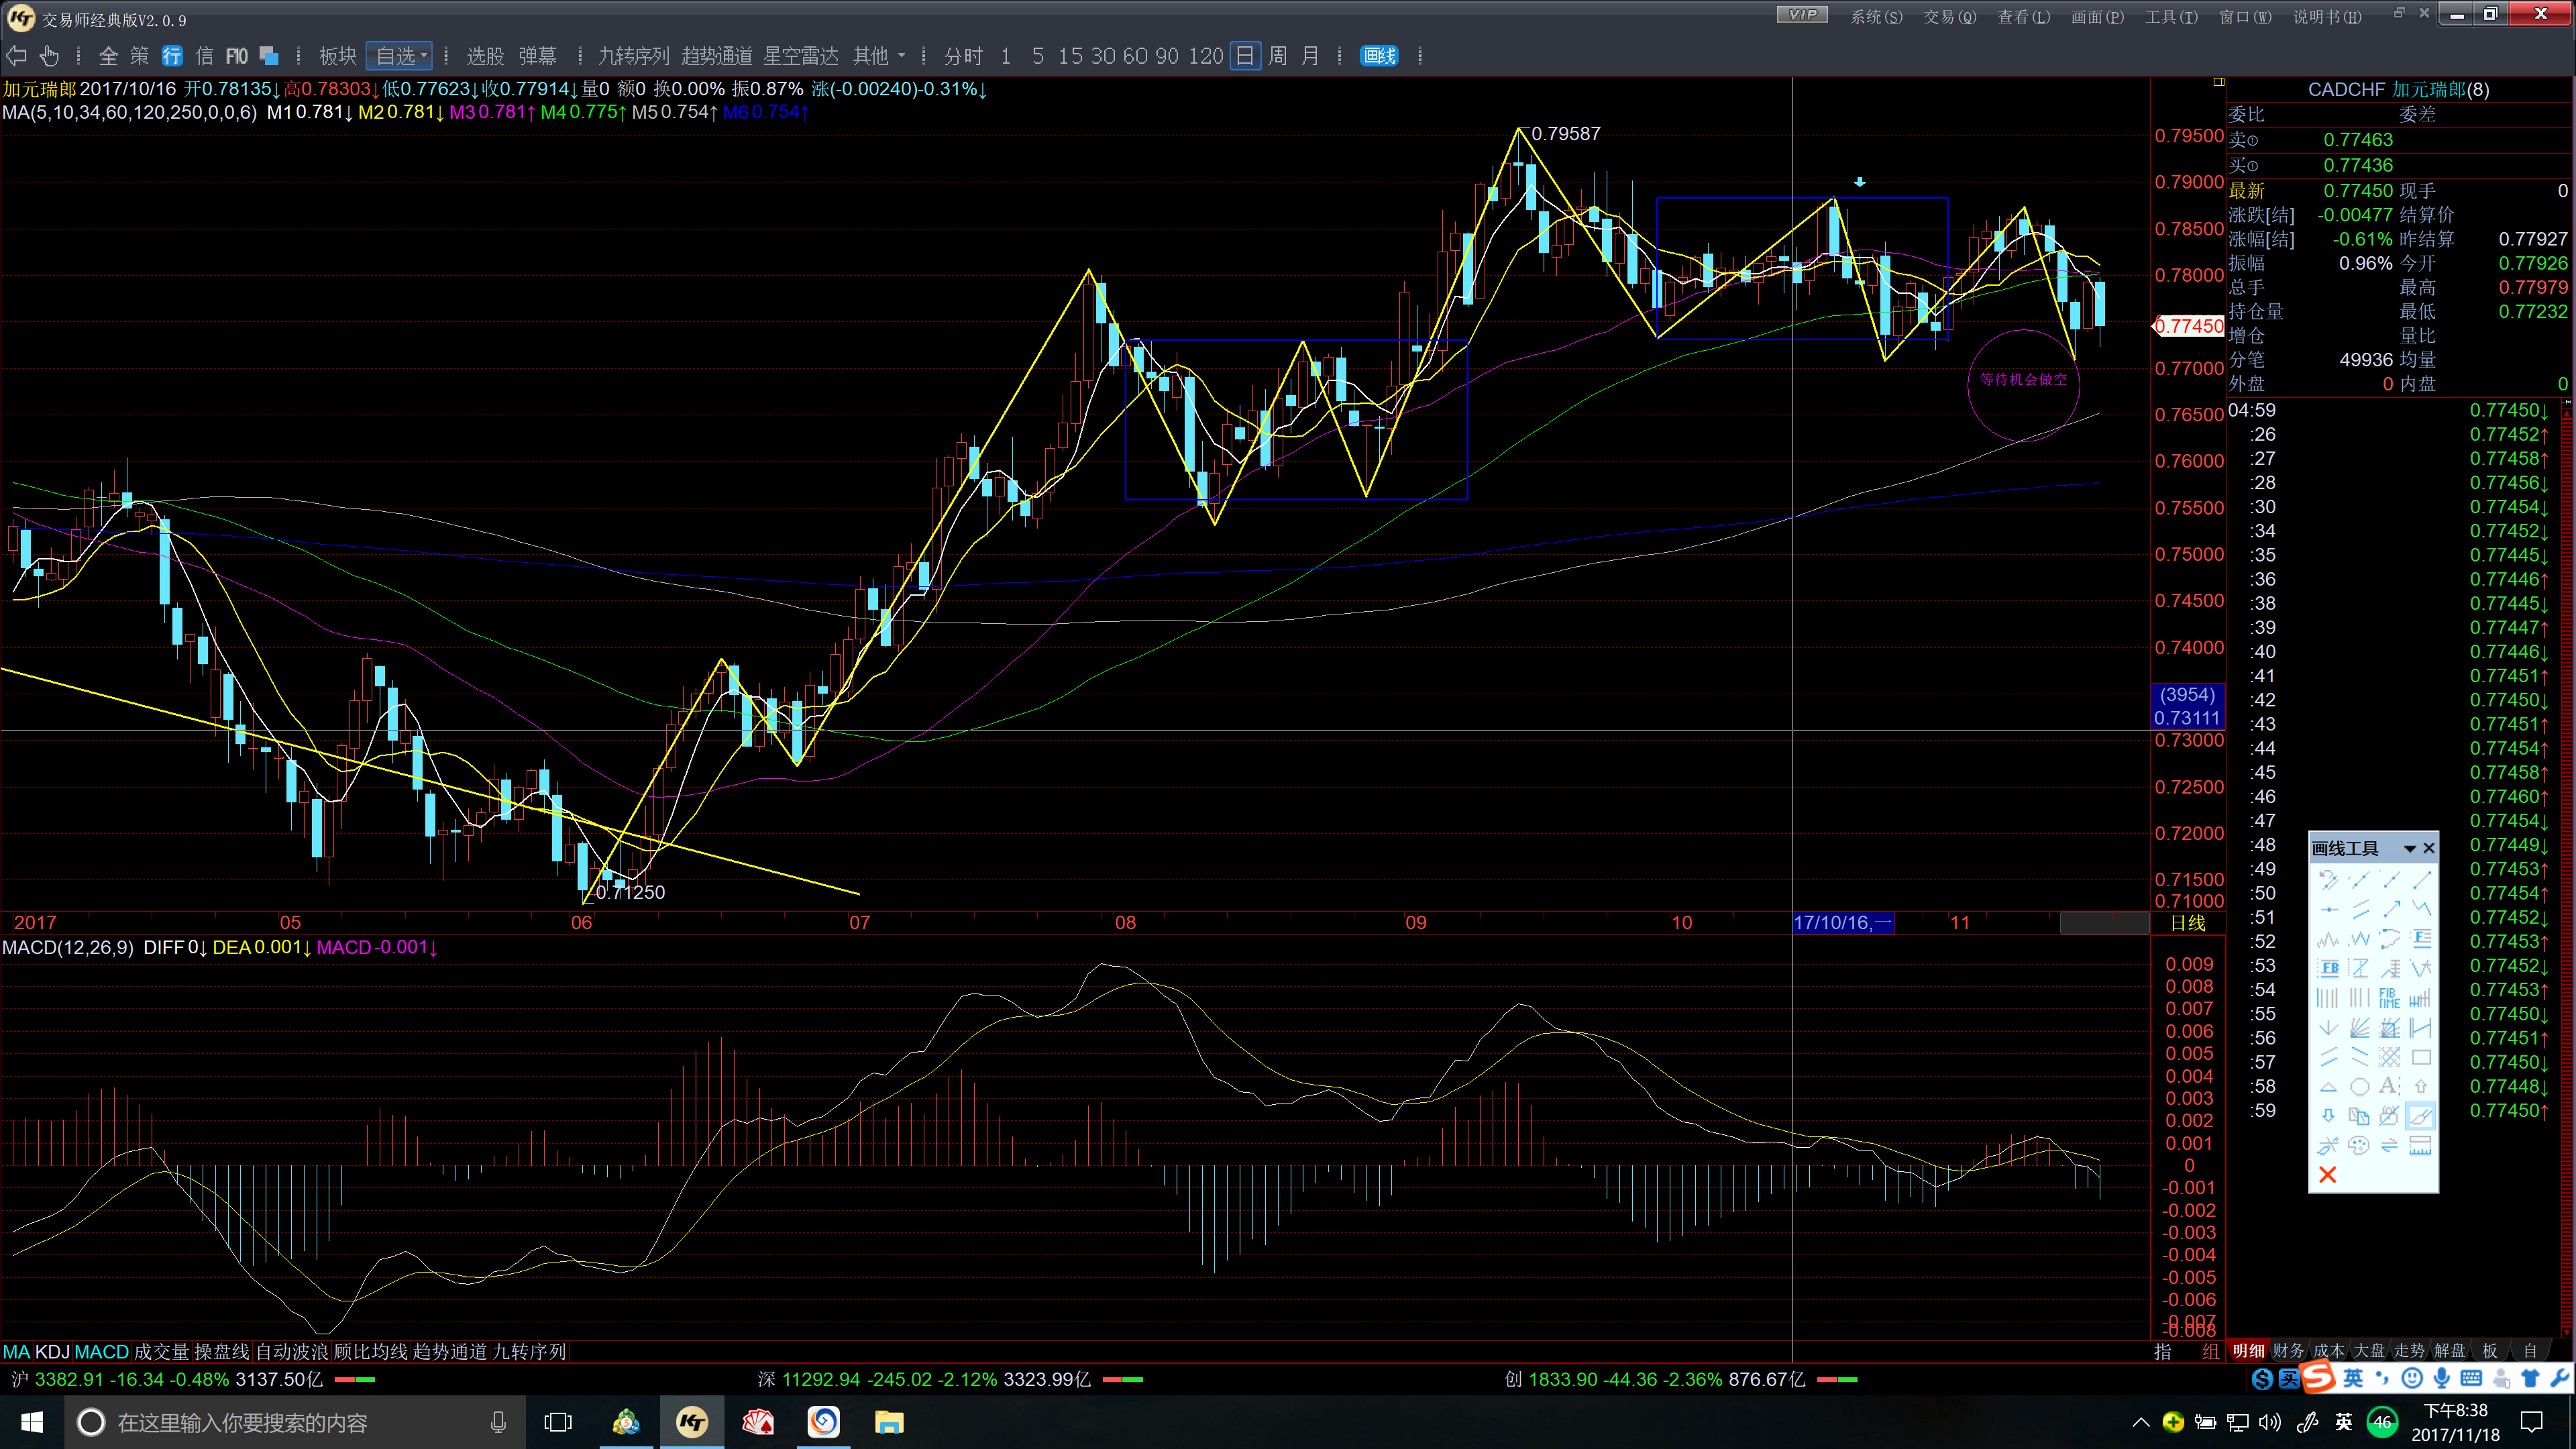 交易师经典版V2.0.9
VIP 系统(S) 交易(Q) 查看(L) 画面(P) 工具(T) 窗口(W) 说明书(H)
全 策 行 信 F10 板块 自选 选股 弹幕 九转序列 趋势通道 星空雷达 其他 分时 1 5 15 30 60 90 120 日 周 月 画线
加元瑞郎 2017/10/16 开0.78135↓高0.78303↓低0.77623↓收0.77914↓量0 额0 换0.00% 振0.87% 涨(-0.00240)-0.31%↓
MA(5,10,34,60,120,250,0,0,6) M1 0.781↓ M2 0.781↓ M3 0.781↑ M4 0.775↑ M5 0.754↑ M6 0.754↑
0.79587
0.71250
等待机会做空
0.79500
0.79000
0.78500
0.78000
0.77450
0.77000
0.76500
0.76000
0.75500
0.75000
0.74500
0.74000
(3954)
0.73111
0.73000
0.72500
0.72000
0.71500
0.71000
2017 05 06 07 08 09 10 17/10/16,一 11 日线
MACD(12,26,9) DIFF 0↓ DEA 0.001↓ MACD -0.001↓
0.009
0.008
0.007
0.006
0.005
0.004
0.003
0.002
0.001
0
-0.001
-0.002
-0.003
-0.004
-0.005
-0.006
-0.007
-0.008
MA KDJ MACD 成交量 操盘线 自动波浪 顾比均线 趋势通道 九转序列 指 组
CADCHF 加元瑞郎(8)
委比 委差
卖① 0.77463
买① 0.77436
最新 0.77450 现手 0
涨跌[结] -0.00477 结算价
涨幅[结] -0.61% 昨结算 0.77927
振幅 0.96% 今开 0.77926
总手 最高 0.77979
持仓量 最低 0.77232
增仓 量比
分笔 49936 均量
外盘 0 内盘 0
04:59 0.77450↓
:26 0.77452↑
:27 0.77458↑
:28 0.77456↓
:30 0.77454↓
:34 0.77452↓
:35 0.77445↓
:36 0.77446↑
:38 0.77445↓
:39 0.77447↑
:40 0.77446↓
:41 0.77451↑
:42 0.77450↓
:43 0.77451↑
:44 0.77454↑
:45 0.77458↑
:46 0.77460↑
:47 0.77454↓
:48 0.77449↓
:49 0.77453↑
:50 0.77454↑
:51 0.77452↓
:52 0.77453↑
:53 0.77452↓
:54 0.77453↑
:55 0.77450↓
:56 0.77451↑
:57 0.77450↓
:58 0.77448↓
:59 0.77450↑
画线工具
FB
FIB TIME
明细 财务 成本 大盘 走势 解盘 板 自
沪 3382.91 -16.34 -0.48% 3137.50亿 深 11292.94 -245.02 -2.12% 3323.99亿 创 1833.90 -44.36 -2.36% 876.67亿
买 英
在这里输入你要搜索的内容
英 46 下午8:38
2017/11/18